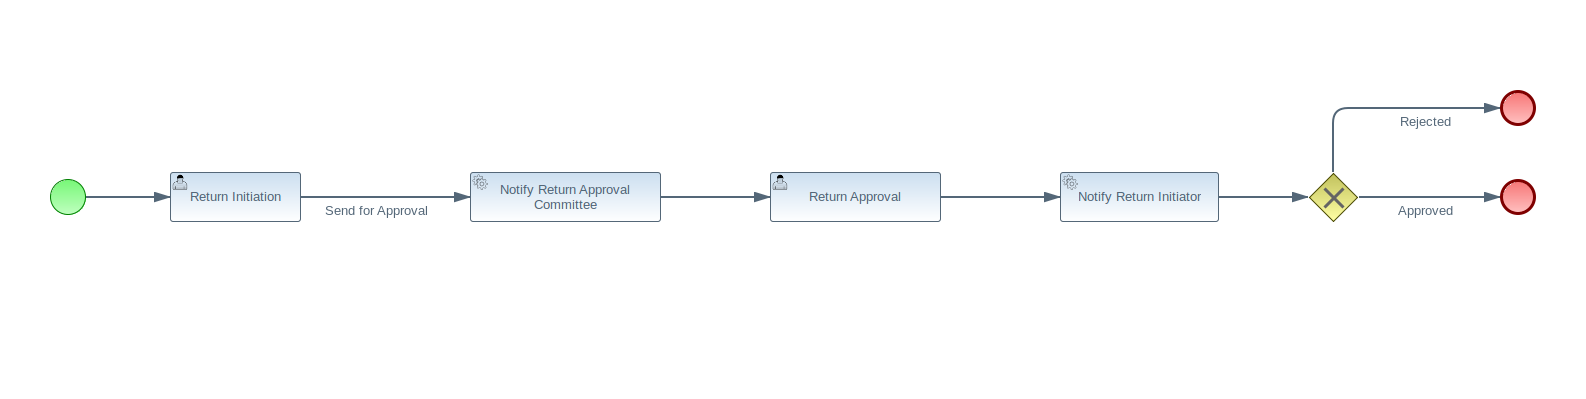 Return Initiation
Send for Approval
Notify Return Approval
Committee
Return Approval
Notify Return Initiator
Rejected
Approved